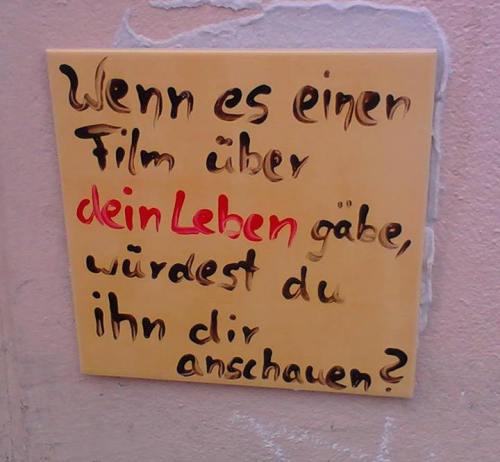 Wenn es einen
Film über
dein Leben gäbe,
würdest du
ihn dir
anschauen?